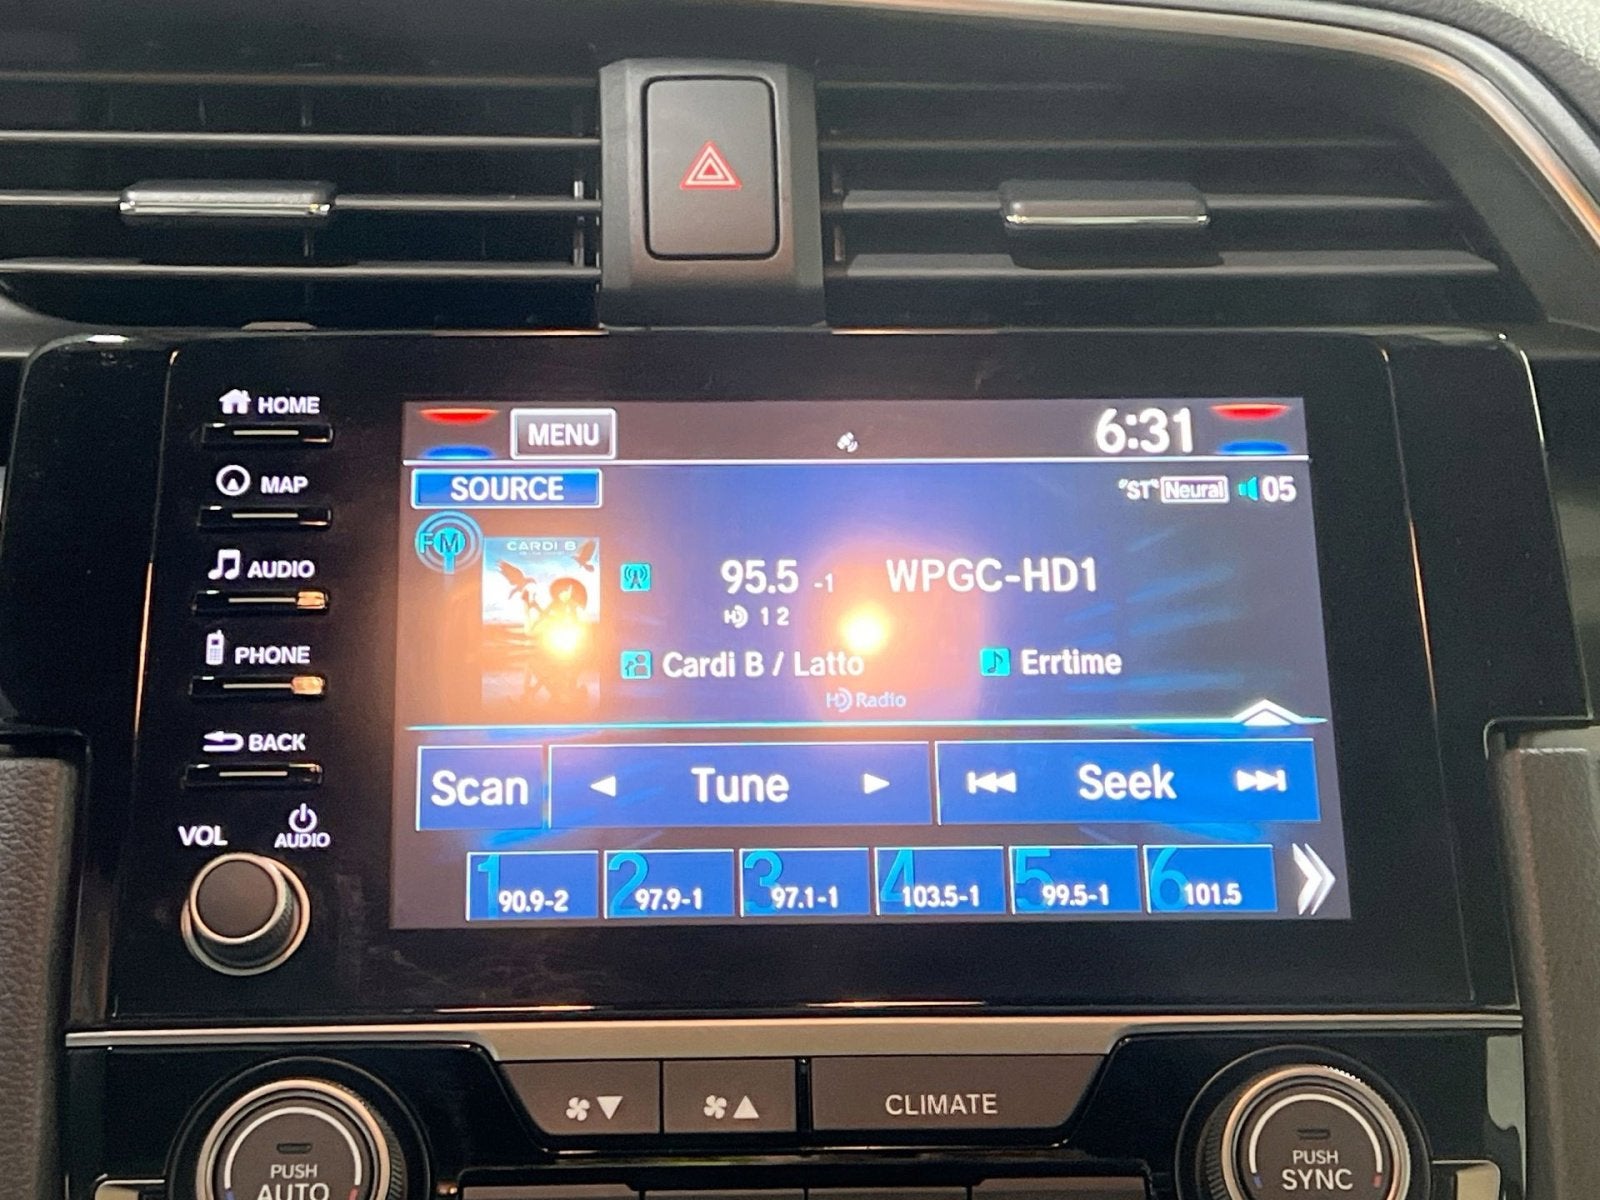 HOME
MAP
AUDIO
PHONE
BACK
VOL
AUDIO
MENU
6:31
SOURCE
"ST" Neural 05
FM
CARDI B
95.5 -1 WPGC-HD1
HD 1 2
Cardi B / Latto Errtime
HD Radio
Scan Tune Seek
1 90.9-2 2 97.9-1 3 97.1-1 4 103.5-1 5 99.5-1 6 101.5
CLIMATE
PUSH
AUTO
PUSH
SYNC